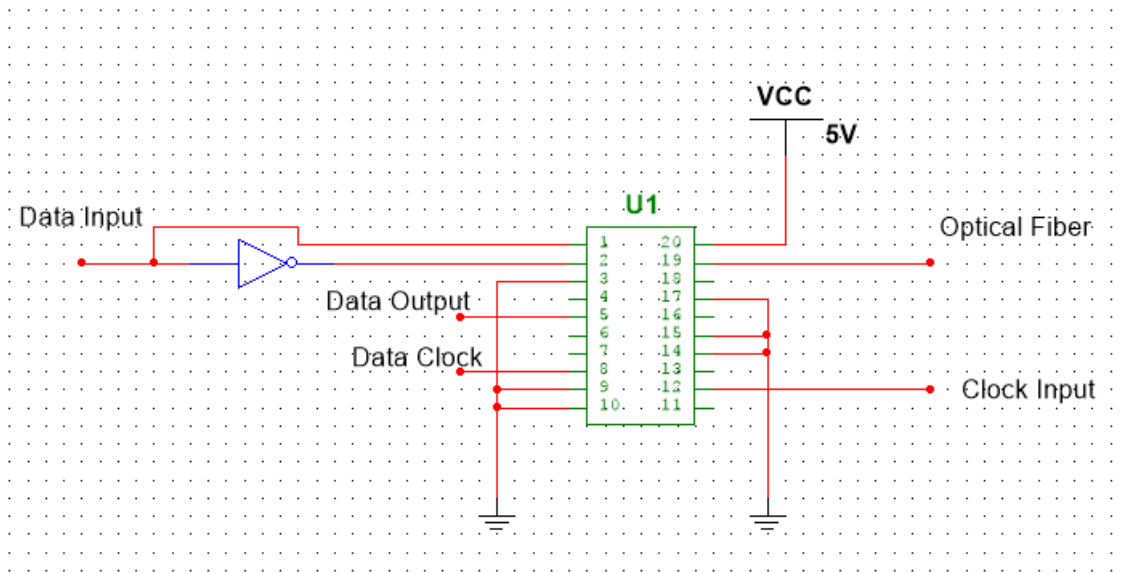 VCC
5V
U1
Data Input
Optical Fiber
1 20
2 19
3 18
4 17
Data Output
5 16
6 15
7 14
Data Clock
8 13
9 12
Clock Input
10 11